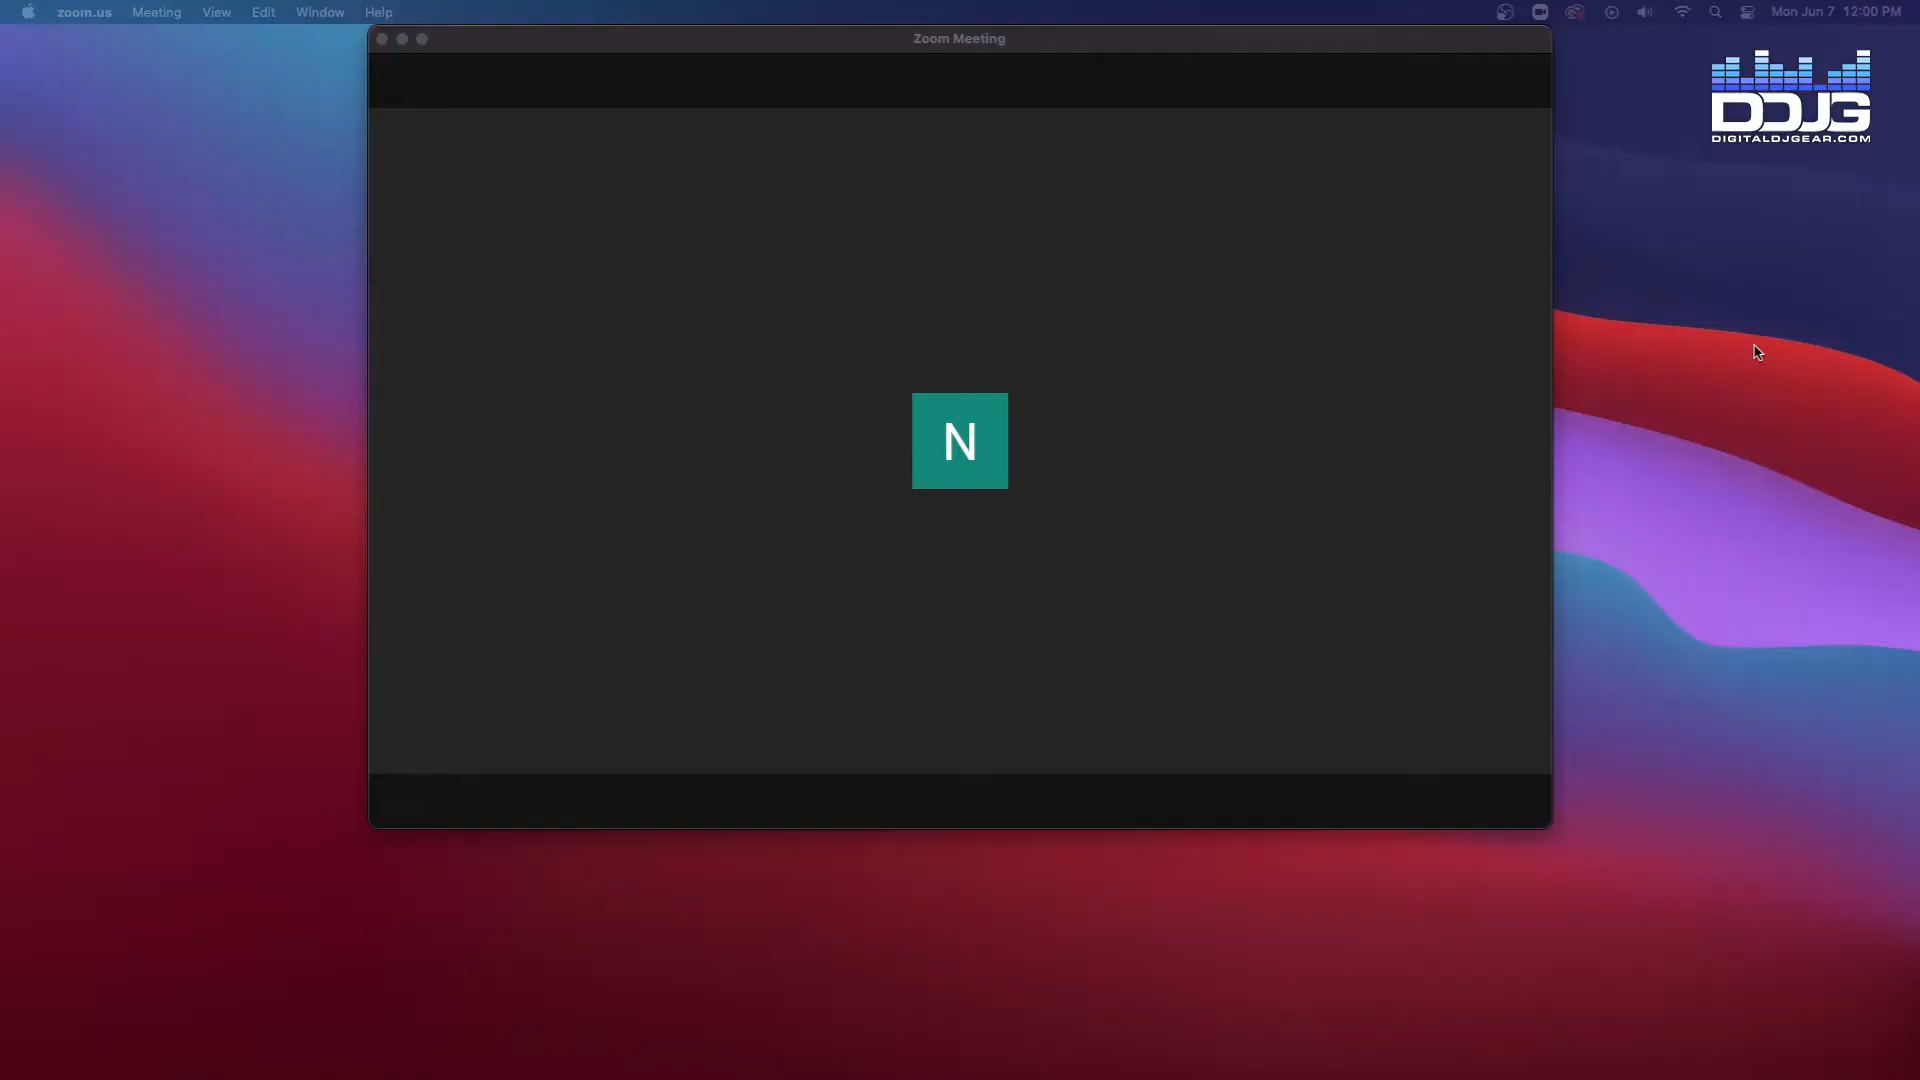 zoom.us Meeting View Edit Window Help
Mon Jun 7 12:00 PM
Zoom Meeting
DDJG
DIGITALDJGEAR.COM
N